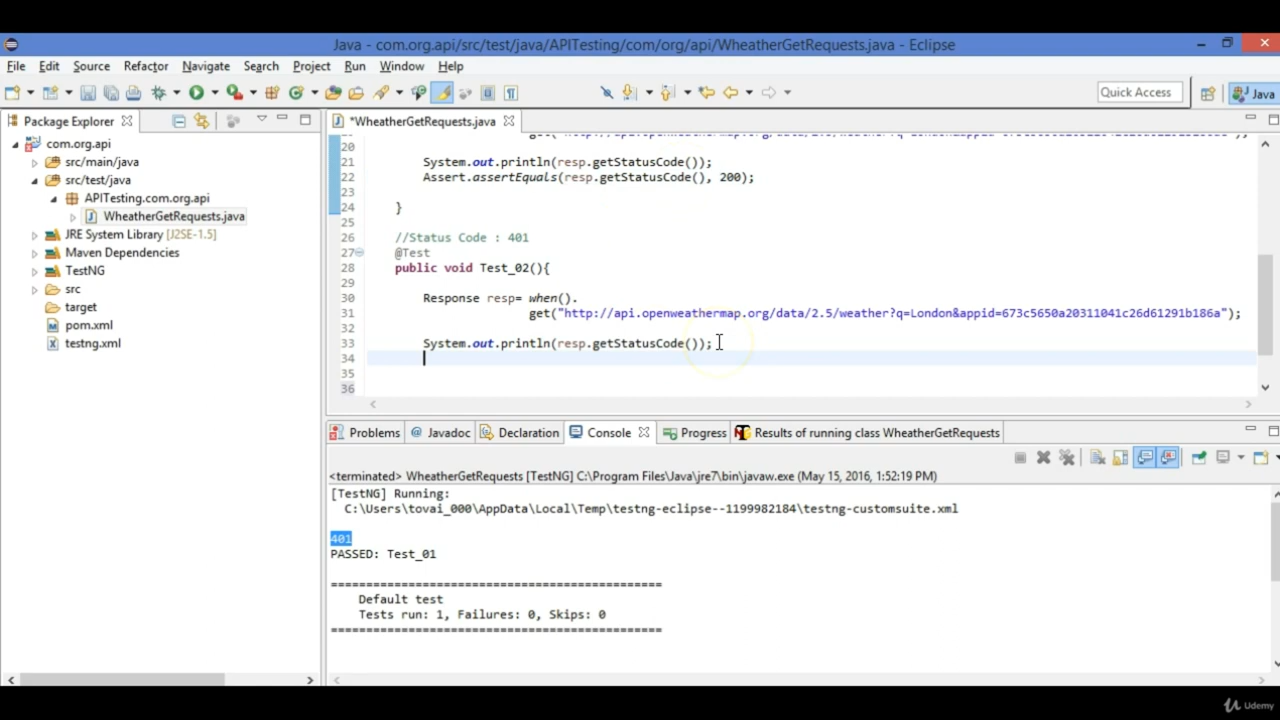 Java - com.org.api/src/test/java/APITesting/com/org/api/WheatherGetRequests.java - Eclipse
File Edit Source Refactor Navigate Search Project Run Window Help
Quick Access
Java
Package Explorer
com.org.api
src/main/java
src/test/java
APITesting.com.org.api
WheatherGetRequests.java
JRE System Library [J2SE-1.5]
Maven Dependencies
TestNG
src
target
pom.xml
testng.xml
*WheatherGetRequests.java
20
21 System.out.println(resp.getStatusCode());
22 Assert.assertEquals(resp.getStatusCode(), 200);
23
24 }
25
26 //Status Code : 401
27 @Test
28 public void Test_02(){
29
30 Response resp= when().
31 get("http://api.openweathermap.org/data/2.5/weather?q=London&appid=673c5650a20311041c26d61291b186a");
32
33 System.out.println(resp.getStatusCode());
34
35
36
Problems Javadoc Declaration Console Progress Results of running class WheatherGetRequests
<terminated> WheatherGetRequests [TestNG] C:\Program Files\Java\jre7\bin\javaw.exe (May 15, 2016, 1:52:19 PM)
[TestNG] Running:
C:\Users\tovai_000\AppData\Local\Temp\testng-eclipse--1199982184\testng-customsuite.xml
401
PASSED: Test_01
===============================================
Default test
Tests run: 1, Failures: 0, Skips: 0
===============================================
Udemy